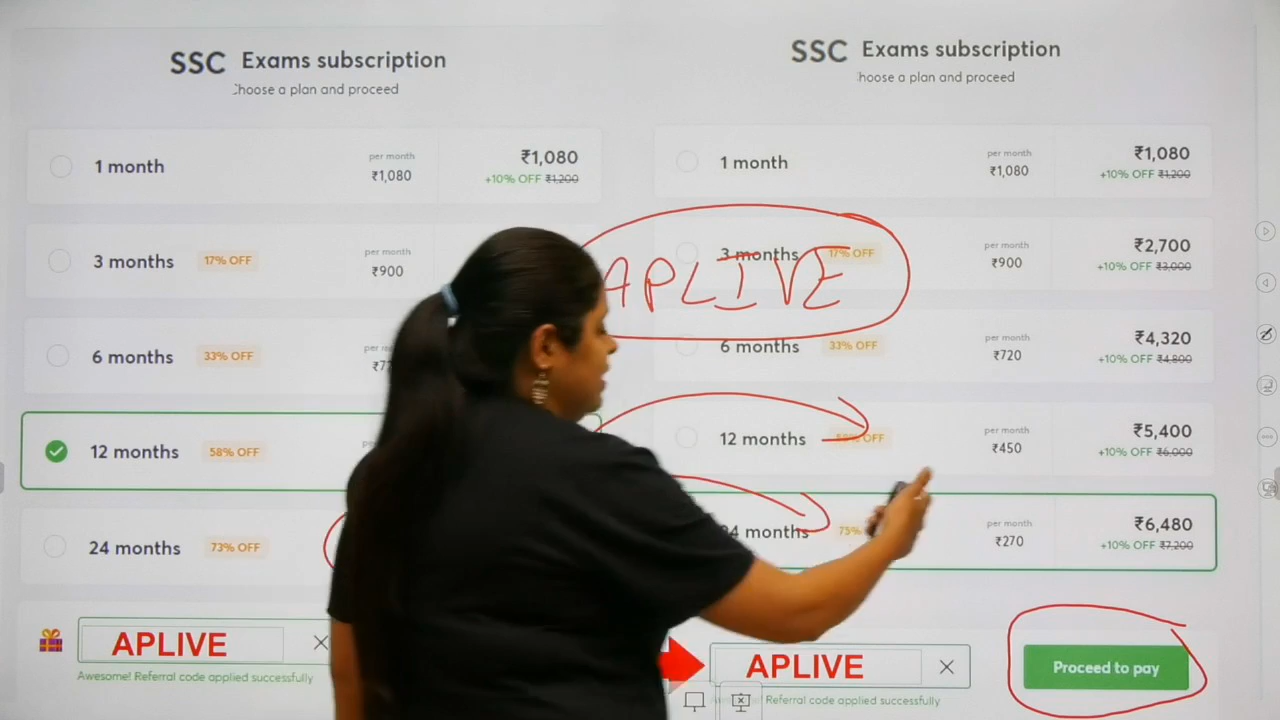 SSC Exams subscription
hoose a plan and proceed
1 month
per month
₹1,080
₹1,080
+10% OFF ₹1,200
3 months
17% OFF
per month
₹900
6 months
33% OFF
12 months
58% OFF
24 months
73% OFF
APLIVE
Awesome! Referral code applied successfully
SSC Exams subscription
hoose a plan and proceed
1 month
per month
₹1,080
₹1,080
+10% OFF ₹1,200
3 months
17% OFF
per month
₹900
₹2,700
+10% OFF ₹3,000
APLIVE
6 months
33% OFF
per month
₹720
₹4,320
+10% OFF ₹4,800
12 months
OFF
per month
₹450
₹5,400
+10% OFF ₹6,000
months
75%
per month
₹270
₹6,480
+10% OFF ₹7,200
APLIVE
Referral code applied successfully
Proceed to pay